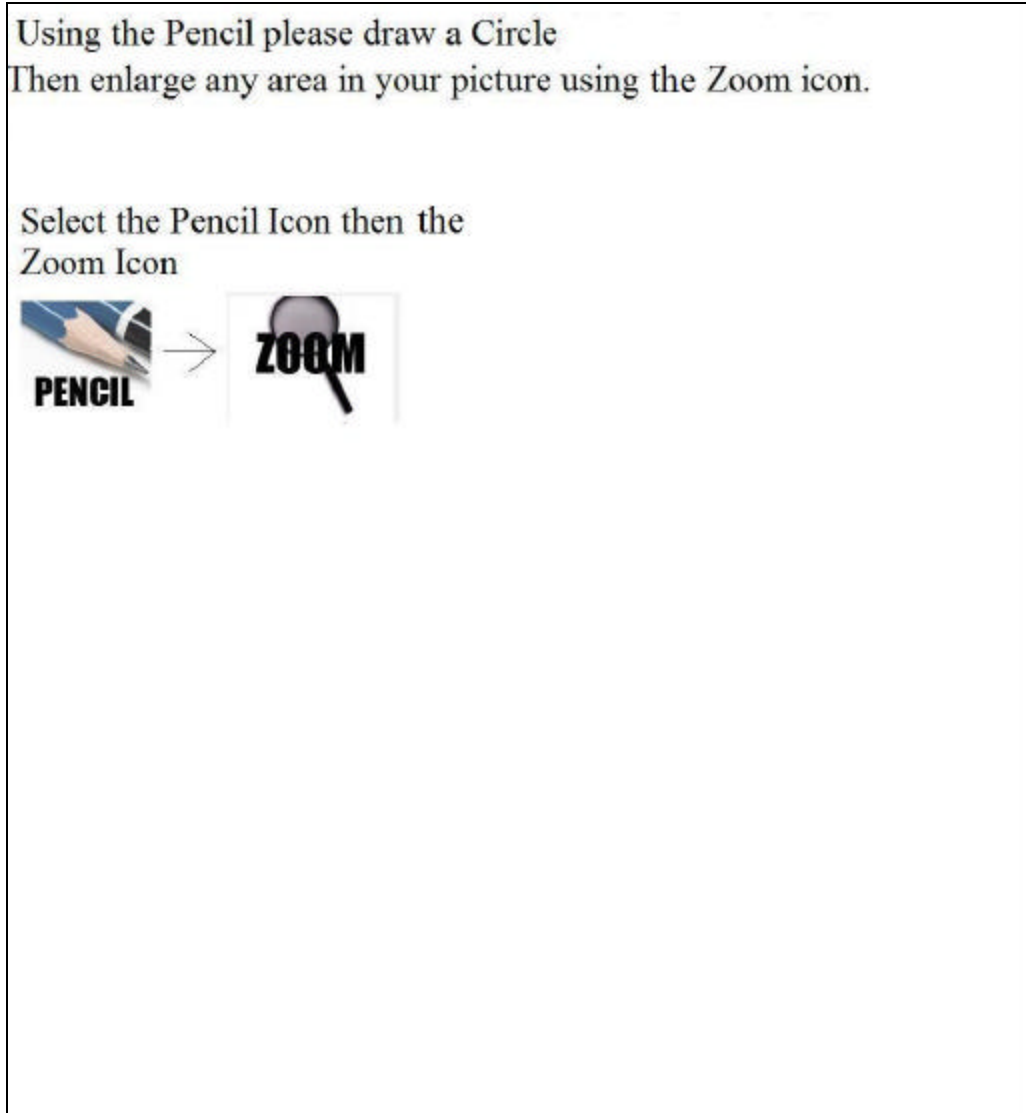 Using the Pencil please draw a Circle
Then enlarge any area in your picture using the Zoom icon.
Select the Pencil Icon then the
Zoom Icon
PENCIL
ZOOM